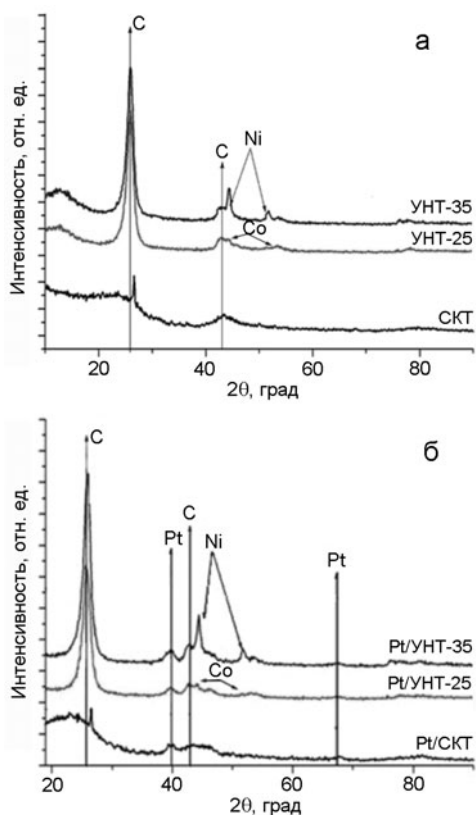 а
C
Интенсивность, отн. ед.
C
Ni
УНТ-35
Co
УНТ-25
СКТ
20 40 60 80
2θ, град
б
C
Интенсивность, отн. ед.
Pt
C
Ni
Pt
Pt/УНТ-35
Co
Pt/УНТ-25
Pt/СКТ
20 40 60 80
2θ, град